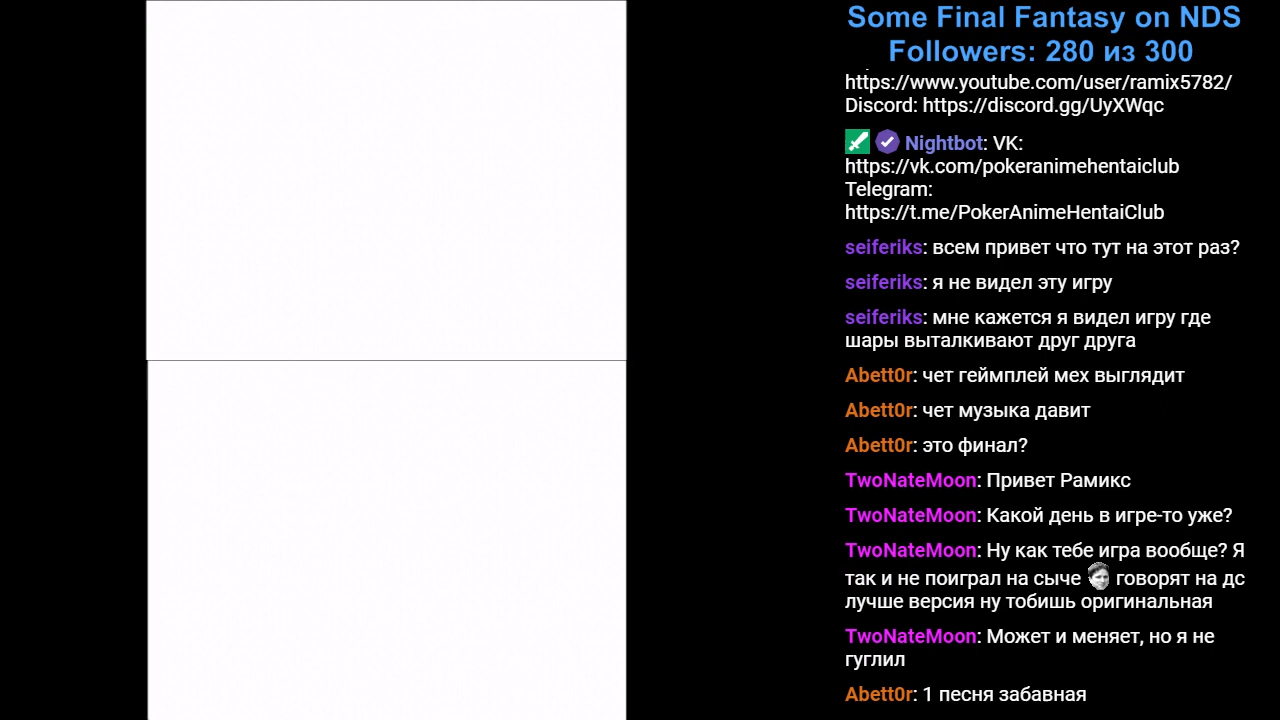 Some Final Fantasy on NDS
Followers: 280 из 300
https://www.youtube.com/user/ramix5782/
Discord: https://discord.gg/UyXWqc
Nightbot: VK:
https://vk.com/pokeranimehentaiclub
Telegram:
https://t.me/PokerAnimeHentaiClub
seiferiks: всем привет что тут на этот раз?
seiferiks: я не видел эту игру
seiferiks: мне кажется я видел игру где
шары выталкивают друг друга
Abett0r: чет геймплей мех выглядит
Abett0r: чет музыка давит
Abett0r: это финал?
TwoNateMoon: Привет Рамикс
TwoNateMoon: Какой день в игре-то уже?
TwoNateMoon: Ну как тебе игра вообще? Я
так и не поиграл на сыче говорят на дс
лучше версия ну тобишь оригинальная
TwoNateMoon: Может и меняет, но я не
гуглил
Abett0r: 1 песня забавная